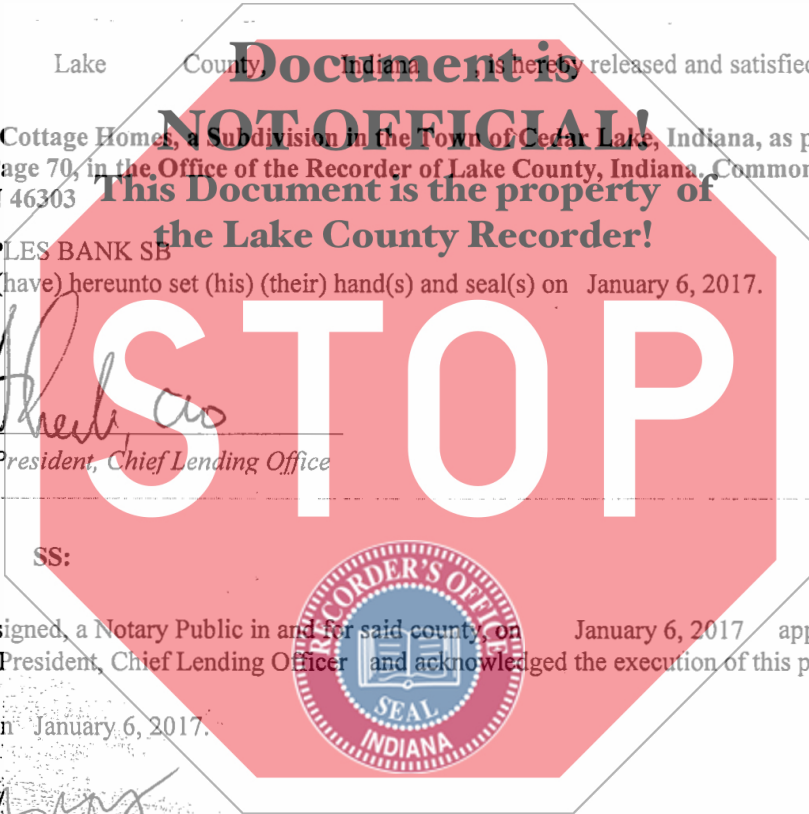 Document is
Lake County, Indiana , is hereby released and satisfied
NOT OFFICIAL!
Cottage Homes, a Subdivision in the Town of Cedar Lake, Indiana, as p
age 70, in the Office of the Recorder of Lake County, Indiana. Common
46303
This Document is the property of
the Lake County Recorder!
PLES BANK SB
(have) hereunto set (his) (their) hand(s) and seal(s) on January 6, 2017.
STOP
President, Chief Lending Office
SS:
RECORDER'S OFFICE
signed, a Notary Public in and for said county, on January 6, 2017 app
President, Chief Lending Officer and acknowledged the execution of this p
SEAL
INDIANA
n January 6, 2017.